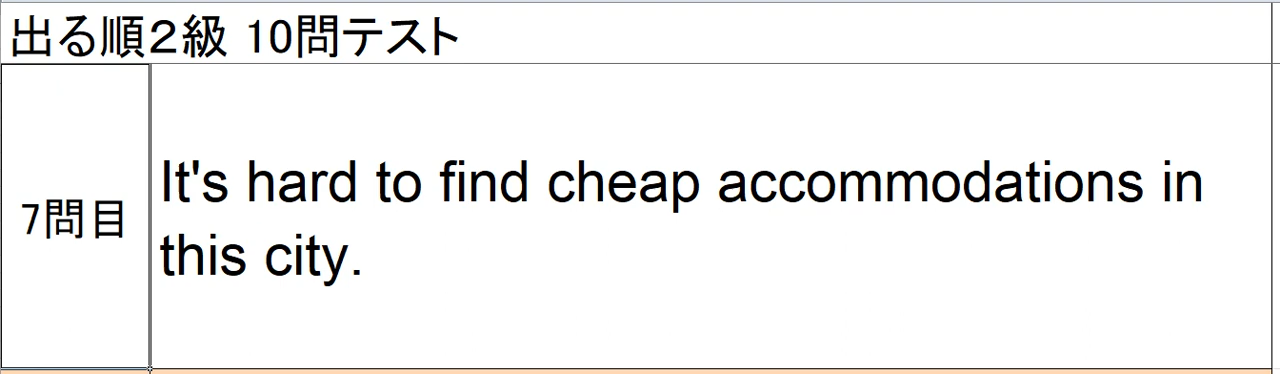 出る順２級 10問テスト
7問目
It's hard to find cheap accommodations in
this city.